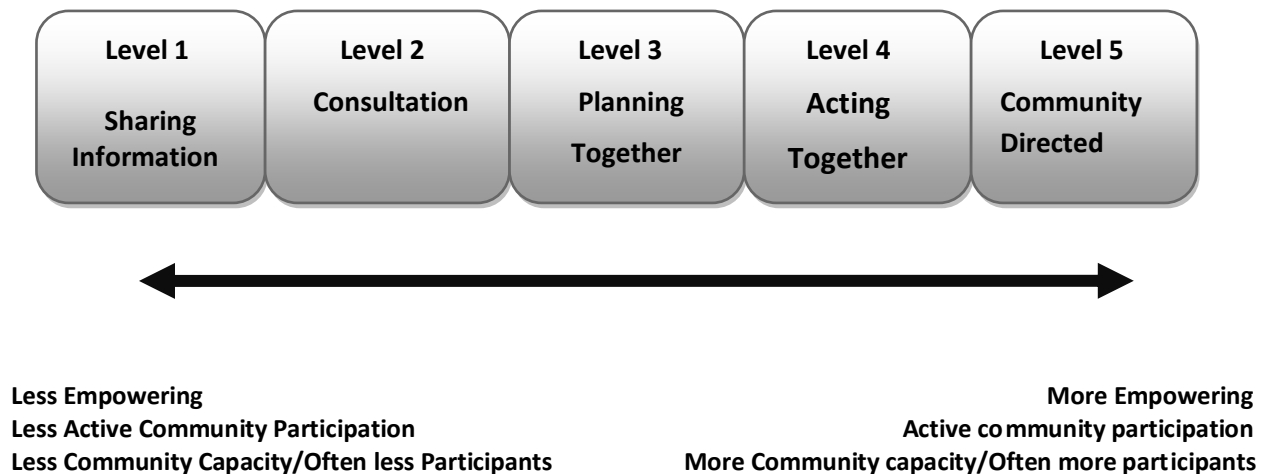 Level 1
Sharing
Information
Level 2
Consultation
Level 3
Planning
Together
Level 4
Acting
Together
Level 5
Community
Directed
Less Empowering
Less Active Community Participation
Less Community Capacity/Often less Participants
More Empowering
Active community participation
More Community capacity/Often more participants